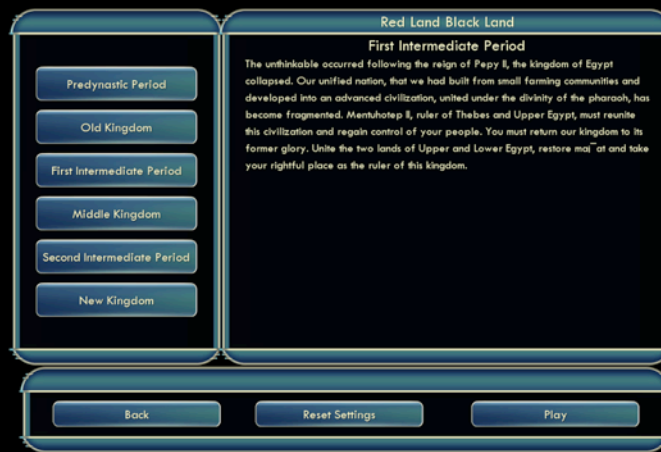 Red Land Black Land
First Intermediate Period
The unthinkable occurred following the reign of Pepy II, the kingdom of Egypt
collapsed. Our unified nation, that we had built from small farming communities and
developed into an advanced civilization, united under the divinity of the pharaoh, has
become fragmented. Mentuhotep II, ruler of Thebes and Upper Egypt, must reunite
this civilization and regain control of your people. You must return our kingdom to its
former glory. Unite the two lands of Upper and Lower Egypt, restore ma¯at and take
your rightful place as the ruler of this kingdom.
Predynastic Period
Old Kingdom
First Intermediate Period
Middle Kingdom
Second Intermediate Period
New Kingdom
Back
Reset Settings
Play